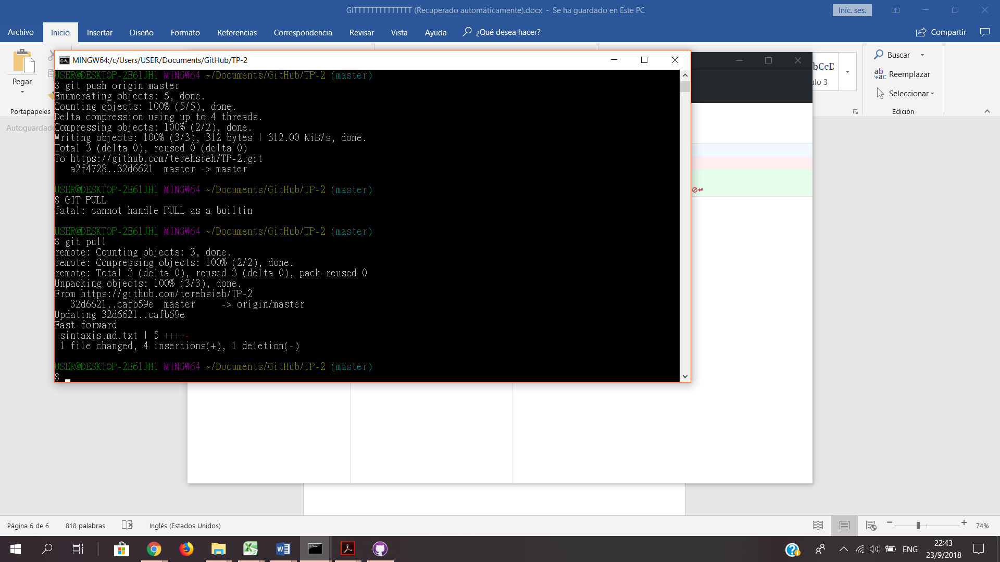 GITTTTTTTTTTTTTT (Recuperado automáticamente).docx - Se ha guardado en Este PC
Inic. ses.
Archivo Inicio Insertar Diseño Formato Referencias Correspondencia Revisar Vista Ayuda ¿Qué desea hacer? Compartir
Pegar
Portapapeles
bCcD
Buscar
Reemplazar
Seleccionar
Edición
MINGW64:/c/Users/USER/Documents/GitHub/TP-2
USER@DESKTOP-2E61JH1 MINGW64 ~/Documents/GitHub/TP-2 (master)
$ git push origin master
Enumerating objects: 5, done.
Counting objects: 100% (5/5), done.
Delta compression using up to 4 threads.
Compressing objects: 100% (2/2), done.
Writing objects: 100% (3/3), 312 bytes | 312.00 KiB/s, done.
Total 3 (delta 0), reused 0 (delta 0)
To https://github.com/terehsieh/TP-2.git
a2f4728..32d6621 master -> master
USER@DESKTOP-2E61JH1 MINGW64 ~/Documents/GitHub/TP-2 (master)
$ GIT PULL
fatal: cannot handle PULL as a builtin
USER@DESKTOP-2E61JH1 MINGW64 ~/Documents/GitHub/TP-2 (master)
$ git pull
remote: Counting objects: 3, done.
remote: Compressing objects: 100% (2/2), done.
remote: Total 3 (delta 0), reused 3 (delta 0), pack-reused 0
Unpacking objects: 100% (3/3), done.
From https://github.com/terehsieh/TP-2
32d6621..cafb59e master -> origin/master
Updating 32d6621..cafb59e
Fast-forward
sintaxis.md.txt | 5 ++++-
1 file changed, 4 insertions(+), 1 deletion(-)
USER@DESKTOP-2E61JH1 MINGW64 ~/Documents/GitHub/TP-2 (master)
$
Página 6 de 6 818 palabras Inglés (Estados Unidos) 74%
ENG
22:43
23/9/2018